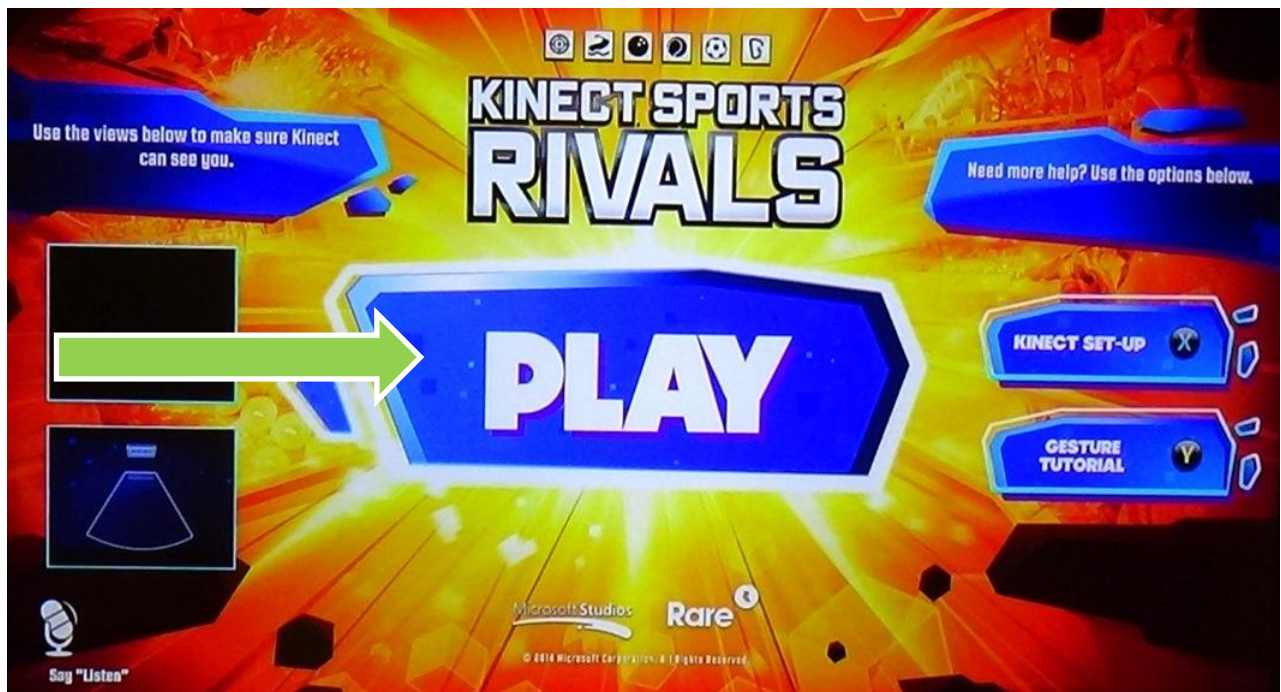 KINECT SPORTS
RIVALS
Use the views below to make sure Kinect
can see you.
Need more help? Use the options below.
PLAY
KINECT SET-UP X
GESTURE
TUTORIAL Y
Microsoft Studios
Rare
© 2014 Microsoft Corporation. All Rights Reserved.
Say "Listen"